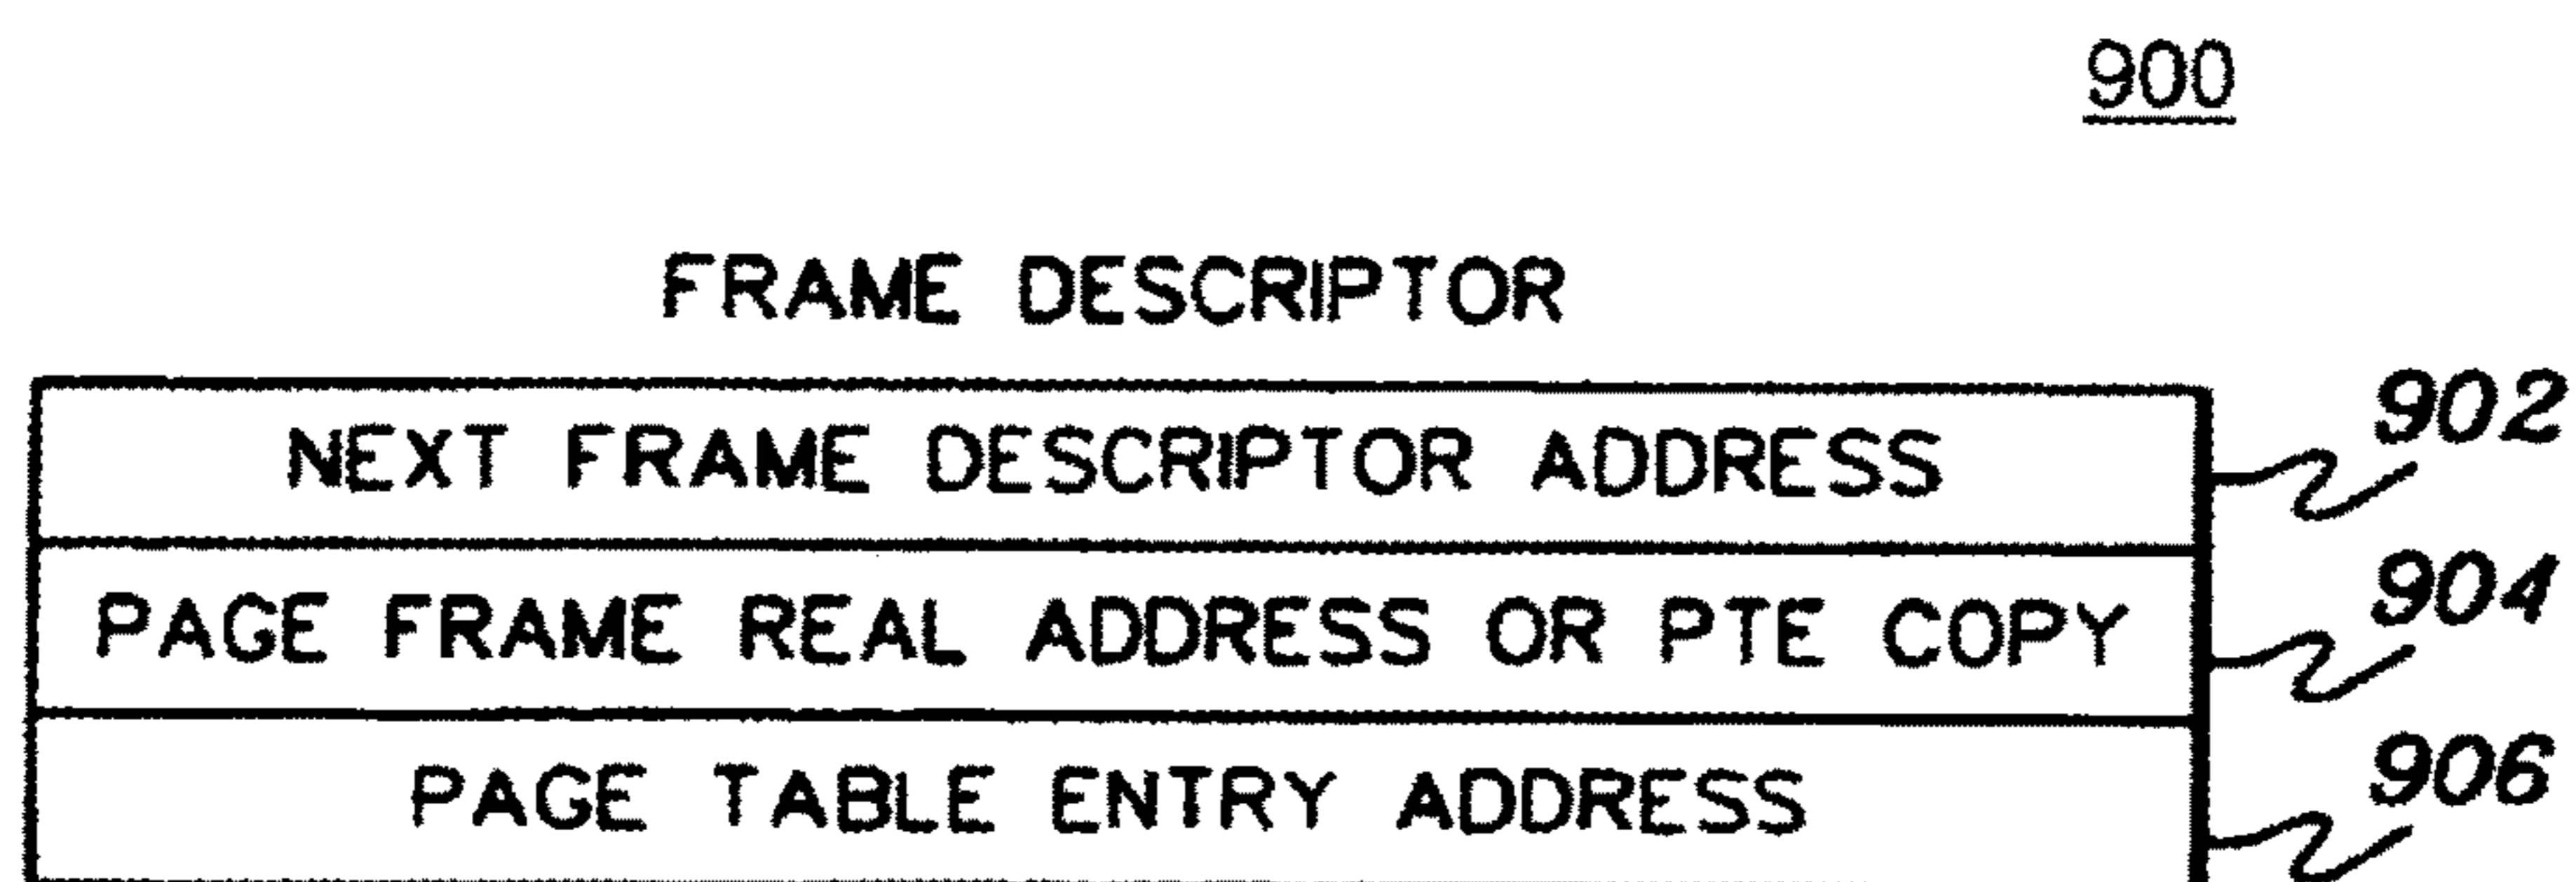 900
FRAME DESCRIPTOR
NEXT FRAME DESCRIPTOR ADDRESS 902
PAGE FRAME REAL ADDRESS OR PTE COPY 904
PAGE TABLE ENTRY ADDRESS 906